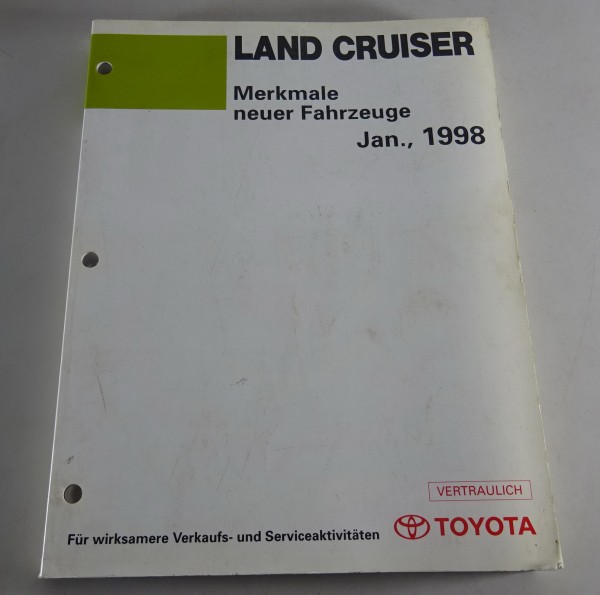 LAND CRUISER
Merkmale
neuer Fahrzeuge
Jan., 1998
VERTRAULICH
Für wirksamere Verkaufs- und Serviceaktivitäten
TOYOTA